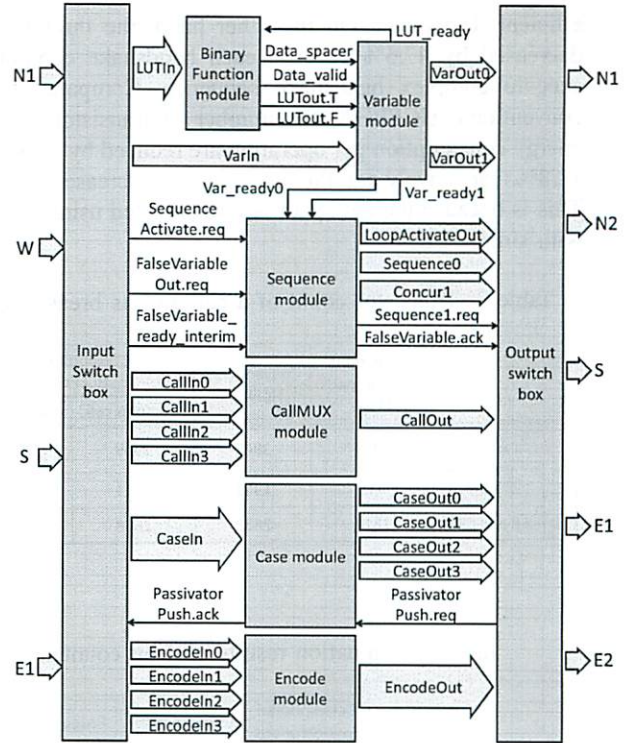 LUT_ready
N1
LUTIn
Binary
Function
module
Data_spacer
Data_valid
LUTout.T
LUTout.F
Variable
module
VarOut0
N1
VarIn
VarOut1
Var_ready0
Var_ready1
W
Sequence
Activate.req
FalseVariable
Out.req
FalseVariable_
ready_interim
Sequence
module
LoopActivateOut
Sequence0
Concur1
Sequence1.req
FalseVariable.ack
N2
Input
Switch
box
Output
switch
box
S
CallIn0
CallIn1
CallIn2
CallIn3
CallMUX
module
CallOut
S
CaseIn
Case module
CaseOut0
CaseOut1
CaseOut2
CaseOut3
E1
Passivator
Push.ack
Passivator
Push.req
E1
EncodeIn0
EncodeIn1
EncodeIn2
EncodeIn3
Encode
module
EncodeOut
E2